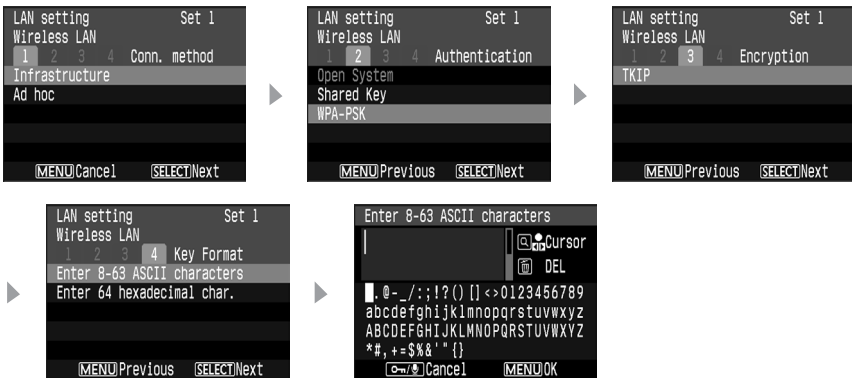 LAN setting Set 1
Wireless LAN
1 2 3 4 Conn. method
Infrastructure
Ad hoc
MENU Cancel SELECT Next
LAN setting Set 1
Wireless LAN
1 2 3 4 Authentication
Open System
Shared Key
WPA-PSK
MENU Previous SELECT Next
LAN setting Set 1
Wireless LAN
1 2 3 4 Encryption
TKIP
MENU Previous SELECT Next
LAN setting Set 1
Wireless LAN
1 2 3 4 Key Format
Enter 8-63 ASCII characters
Enter 64 hexadecimal char.
MENU Previous SELECT Next
Enter 8-63 ASCII characters
Cursor
DEL
.@-_/:;!?()[]<>0123456789
abcdefghijklmnopqrstuvwxyz
ABCDEFGHIJKLMNOPQRSTUVWXYZ
*#,+=$%&'"{}
Cancel MENU OK